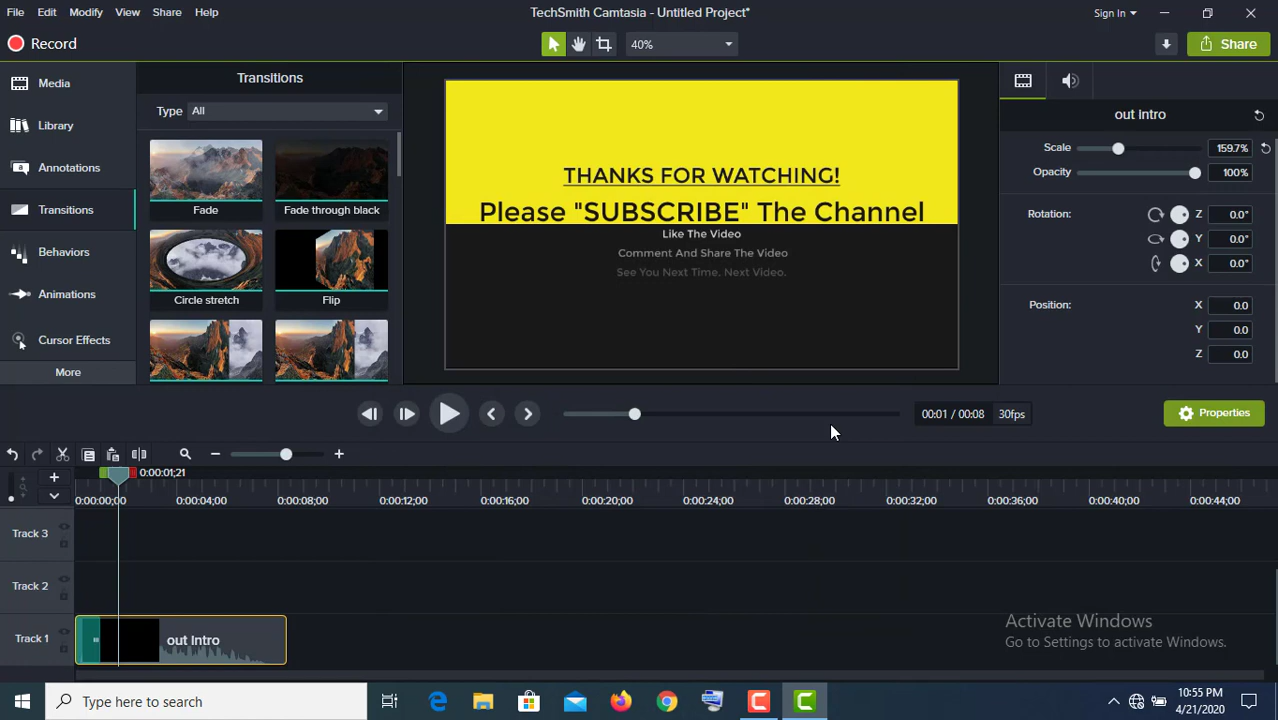 File Edit Modify View Share Help
TechSmith Camtasia - Untitled Project*
Sign In
Record
40%
Share
Media
Library
Annotations
Transitions
Behaviors
Animations
Cursor Effects
More
Transitions
Type All
Fade
Fade through black
Circle stretch
Flip
THANKS FOR WATCHING!
Please "SUBSCRIBE" The Channel
Like The Video
Comment And Share The Video
See You Next Time. Next Video.
out Intro
Scale 159.7%
Opacity 100%
Rotation: Z 0.0°
Y 0.0°
X 0.0°
Position: X 0.0
Y 0.0
Z 0.0
00:01 / 00:08 30fps
Properties
0:00:01;21
0:00:00;00 0:00:04;00 0:00:08;00 0:00:12;00 0:00:16;00 0:00:20;00 0:00:24;00 0:00:28;00 0:00:32;00 0:00:36;00 0:00:40;00 0:00:44;00
Track 3
Track 2
Track 1
out Intro
Activate Windows
Go to Settings to activate Windows.
Type here to search
10:55 PM
4/21/2020